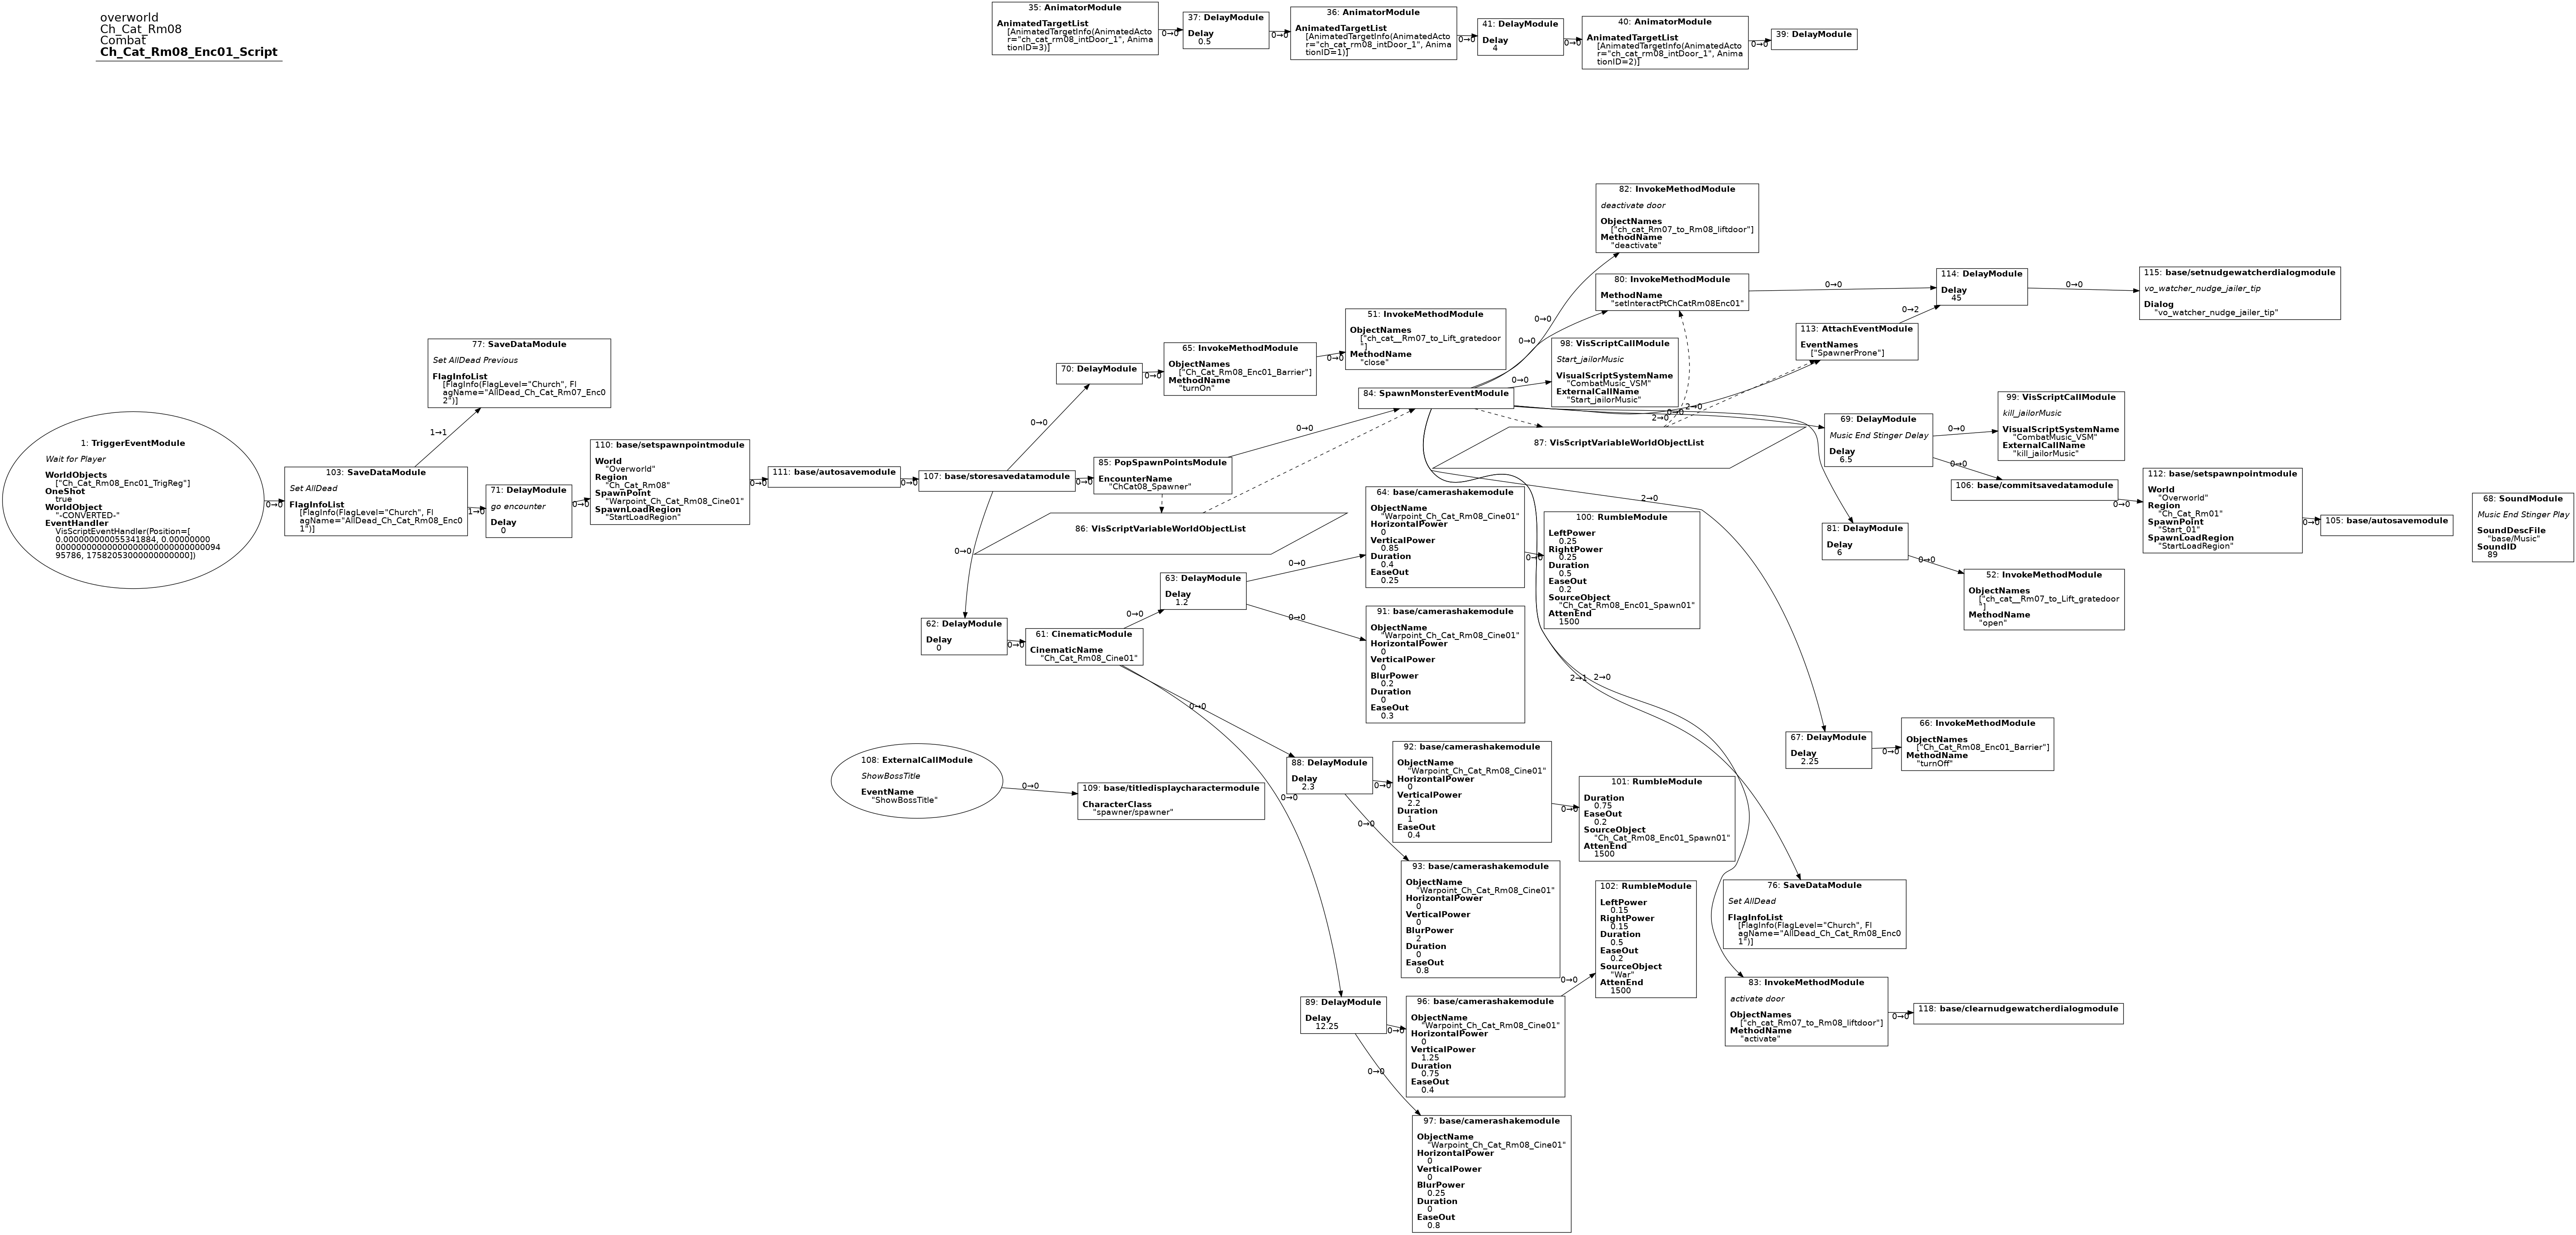 overworld
Ch_Cat_Rm08
Combat
Ch_Cat_Rm08_Enc01_Script
35: AnimatorModule
AnimatedTargetList
[AnimatedTargetInfo(AnimatedActo
r="ch_cat_rm08_intDoor_1", Anima
tionID=3)]
0→0
37: DelayModule
Delay
0.5
0→0
36: AnimatorModule
AnimatedTargetList
[AnimatedTargetInfo(AnimatedActo
r="ch_cat_rm08_intDoor_1", Anima
tionID=1)]
0→0
41: DelayModule
Delay
4
0→0
40: AnimatorModule
AnimatedTargetList
[AnimatedTargetInfo(AnimatedActo
r="ch_cat_rm08_intDoor_1", Anima
tionID=2)]
0→0
39: DelayModule
1: TriggerEventModule
Wait for Player
WorldObjects
["Ch_Cat_Rm08_Enc01_TrigReg"]
OneShot
true
WorldObject
"-CONVERTED-"
EventHandler
VisScriptEventHandler(Position=[
0.000000000055341884, 0.00000000
00000000000000000000000000000094
95786, 17582053000000000000])
0→0
103: SaveDataModule
Set AllDead
FlagInfoList
[FlagInfo(FlagLevel="Church", Fl
agName="AllDead_Ch_Cat_Rm08_Enc0
1")]
1→1
77: SaveDataModule
Set AllDead Previous
FlagInfoList
[FlagInfo(FlagLevel="Church", Fl
agName="AllDead_Ch_Cat_Rm07_Enc0
2")]
1→0
71: DelayModule
go encounter
Delay
0
0→0
110: base/setspawnpointmodule
World
"Overworld"
Region
"Ch_Cat_Rm08"
SpawnPoint
"Warpoint_Ch_Cat_Rm08_Cine01"
SpawnLoadRegion
"StartLoadRegion"
0→0
111: base/autosavemodule
0→0
107: base/storesavedatamodule
0→0
0→0
0→0
70: DelayModule
0→0
65: InvokeMethodModule
ObjectNames
["Ch_Cat_Rm08_Enc01_Barrier"]
MethodName
"turnOn"
0→0
51: InvokeMethodModule
ObjectNames
["ch_cat__Rm07_to_Lift_gratedoor
"]
MethodName
"close"
85: PopSpawnPointsModule
EncounterName
"ChCat08_Spawner"
0→0
86: VisScriptVariableWorldObjectList
84: SpawnMonsterEventModule
87: VisScriptVariableWorldObjectList
0→0
0→0
0→0
0→0
2→0
2→0
2→0
2→1
2→0
82: InvokeMethodModule
deactivate door
ObjectNames
["ch_cat_Rm07_to_Rm08_liftdoor"]
MethodName
"deactivate"
80: InvokeMethodModule
MethodName
"setInteractPtChCatRm08Enc01"
0→0
98: VisScriptCallModule
Start_jailorMusic
VisualScriptSystemName
"CombatMusic_VSM"
ExternalCallName
"Start_jailorMusic"
113: AttachEventModule
EventNames
["SpawnerProne"]
0→2
114: DelayModule
Delay
45
0→0
115: base/setnudgewatcherdialogmodule
vo_watcher_nudge_jailer_tip
Dialog
"vo_watcher_nudge_jailer_tip"
69: DelayModule
Music End Stinger Delay
Delay
6.5
0→0
0→0
99: VisScriptCallModule
kill_jailorMusic
VisualScriptSystemName
"CombatMusic_VSM"
ExternalCallName
"kill_jailorMusic"
106: base/commitsavedatamodule
0→0
112: base/setspawnpointmodule
World
"Overworld"
Region
"Ch_Cat_Rm01"
SpawnPoint
"Start_01"
SpawnLoadRegion
"StartLoadRegion"
0→0
105: base/autosavemodule
68: SoundModule
Music End Stinger Play
SoundDescFile
"base/Music"
SoundID
89
81: DelayModule
Delay
6
0→0
52: InvokeMethodModule
ObjectNames
["ch_cat__Rm07_to_Lift_gratedoor
"]
MethodName
"open"
62: DelayModule
Delay
0
0→0
61: CinematicModule
CinematicName
"Ch_Cat_Rm08_Cine01"
0→0
0→0
0→0
63: DelayModule
Delay
1.2
0→0
0→0
64: base/camerashakemodule
ObjectName
"Warpoint_Ch_Cat_Rm08_Cine01"
HorizontalPower
0
VerticalPower
0.85
Duration
0.4
EaseOut
0.25
0→0
100: RumbleModule
LeftPower
0.25
RightPower
0.25
Duration
0.5
EaseOut
0.2
SourceObject
"Ch_Cat_Rm08_Enc01_Spawn01"
AttenEnd
1500
91: base/camerashakemodule
ObjectName
"Warpoint_Ch_Cat_Rm08_Cine01"
HorizontalPower
0
VerticalPower
0
BlurPower
0.2
Duration
0
EaseOut
0.3
67: DelayModule
Delay
2.25
0→0
66: InvokeMethodModule
ObjectNames
["Ch_Cat_Rm08_Enc01_Barrier"]
MethodName
"turnOff"
108: ExternalCallModule
ShowBossTitle
EventName
"ShowBossTitle"
0→0
109: base/titledisplaycharactermodule
CharacterClass
"spawner/spawner"
88: DelayModule
Delay
2.3
0→0
0→0
92: base/camerashakemodule
ObjectName
"Warpoint_Ch_Cat_Rm08_Cine01"
HorizontalPower
0
VerticalPower
2.2
Duration
1
EaseOut
0.4
0→0
101: RumbleModule
Duration
0.75
EaseOut
0.2
SourceObject
"Ch_Cat_Rm08_Enc01_Spawn01"
AttenEnd
1500
93: base/camerashakemodule
ObjectName
"Warpoint_Ch_Cat_Rm08_Cine01"
HorizontalPower
0
VerticalPower
0
BlurPower
2
Duration
0
EaseOut
0.8
102: RumbleModule
LeftPower
0.15
RightPower
0.15
Duration
0.5
EaseOut
0.2
SourceObject
"War"
AttenEnd
1500
76: SaveDataModule
Set AllDead
FlagInfoList
[FlagInfo(FlagLevel="Church", Fl
agName="AllDead_Ch_Cat_Rm08_Enc0
1")]
89: DelayModule
Delay
12.25
0→0
0→0
96: base/camerashakemodule
ObjectName
"Warpoint_Ch_Cat_Rm08_Cine01"
HorizontalPower
0
VerticalPower
1.25
Duration
0.75
EaseOut
0.4
0→0
83: InvokeMethodModule
activate door
ObjectNames
["ch_cat_Rm07_to_Rm08_liftdoor"]
MethodName
"activate"
0→0
118: base/clearnudgewatcherdialogmodule
97: base/camerashakemodule
ObjectName
"Warpoint_Ch_Cat_Rm08_Cine01"
HorizontalPower
0
VerticalPower
0
BlurPower
0.25
Duration
0
EaseOut
0.8